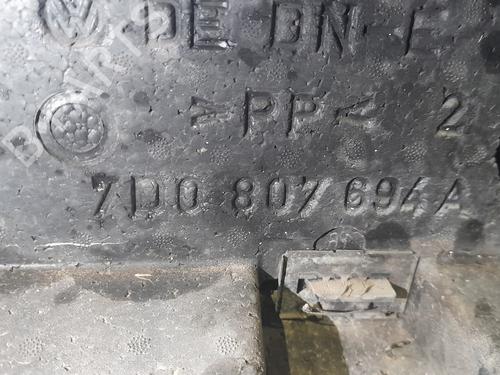 DE BN F
>PP< 2
7D0 807 694 A